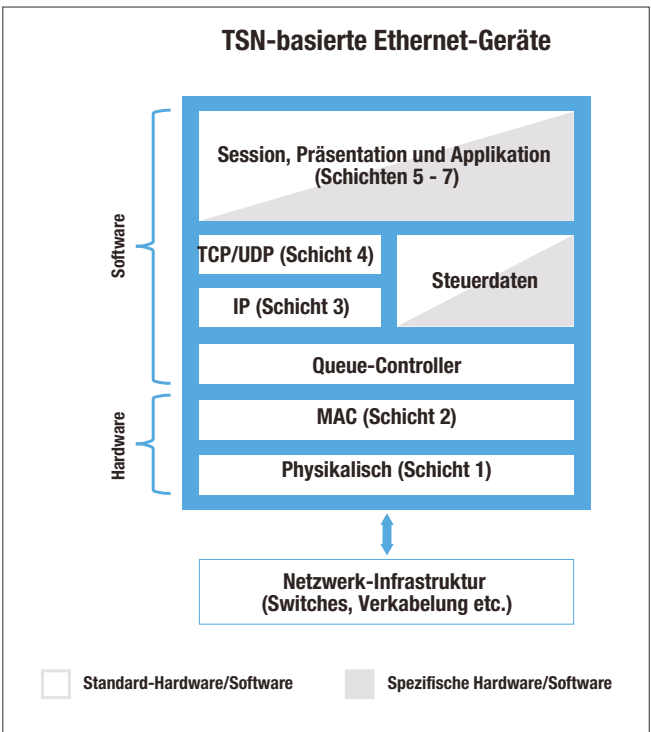 TSN-basierte Ethernet-Geräte
Software
Session, Präsentation und Applikation
(Schichten 5 - 7)
TCP/UDP (Schicht 4)
Steuerdaten
IP (Schicht 3)
Queue-Controller
Hardware
MAC (Schicht 2)
Physikalisch (Schicht 1)
Netzwerk-Infrastruktur
(Switches, Verkabelung etc.)
Standard-Hardware/Software
Spezifische Hardware/Software